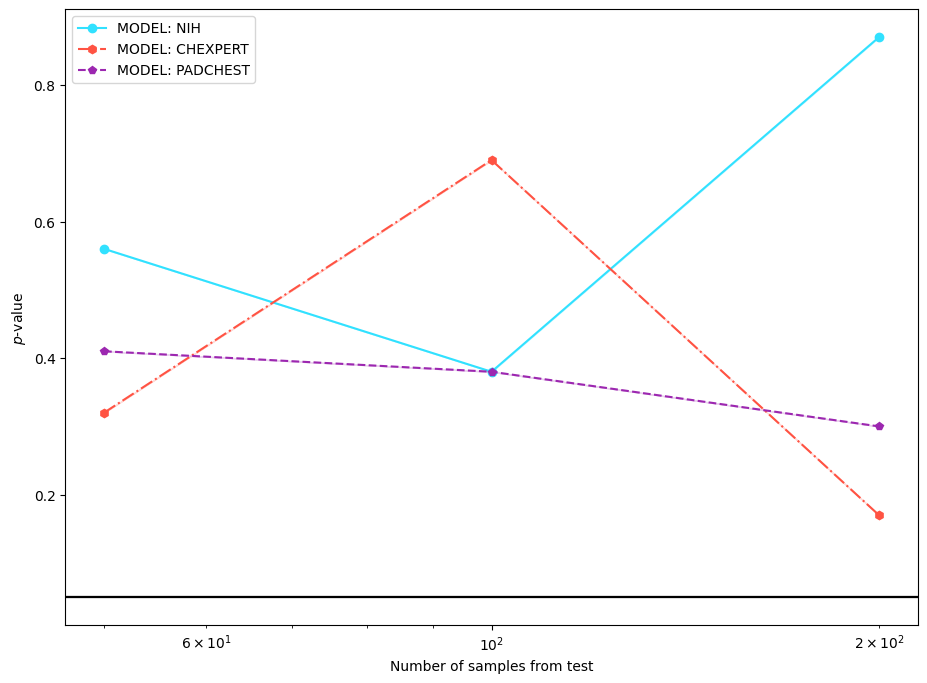 MODEL: NIH
MODEL: CHEXPERT
MODEL: PADCHEST
0.8
0.6
0.4
0.2
p-value
6 × 10¹
10²
2 × 10²
Number of samples from test